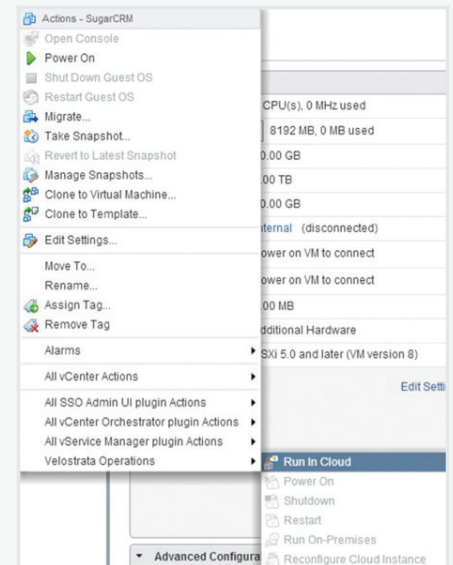 Actions - SugarCRM
Open Console
Power On
Shut Down Guest OS
Restart Guest OS
Migrate...
Take Snapshot...
Revert to Latest Snapshot
Manage Snapshots...
Clone to Virtual Machine...
Clone to Template...
Edit Settings...
Move To...
Rename...
Assign Tag...
Remove Tag
Alarms
All vCenter Actions
All SSO Admin UI plugin Actions
All vCenter Orchestrator plugin Actions
All vService Manager plugin Actions
Velostrata Operations
CPU(s), 0 MHz used
8192 MB, 0 MB used
0.00 GB
.00 TB
0.00 GB
ternal (disconnected)
ower on VM to connect
ower on VM to connect
.00 MB
dditional Hardware
SXi 5.0 and later (VM version 8)
Edit Setti
Run In Cloud
Power On
Shutdown
Restart
Run On-Premises
Reconfigure Cloud Instance
Advanced Configura